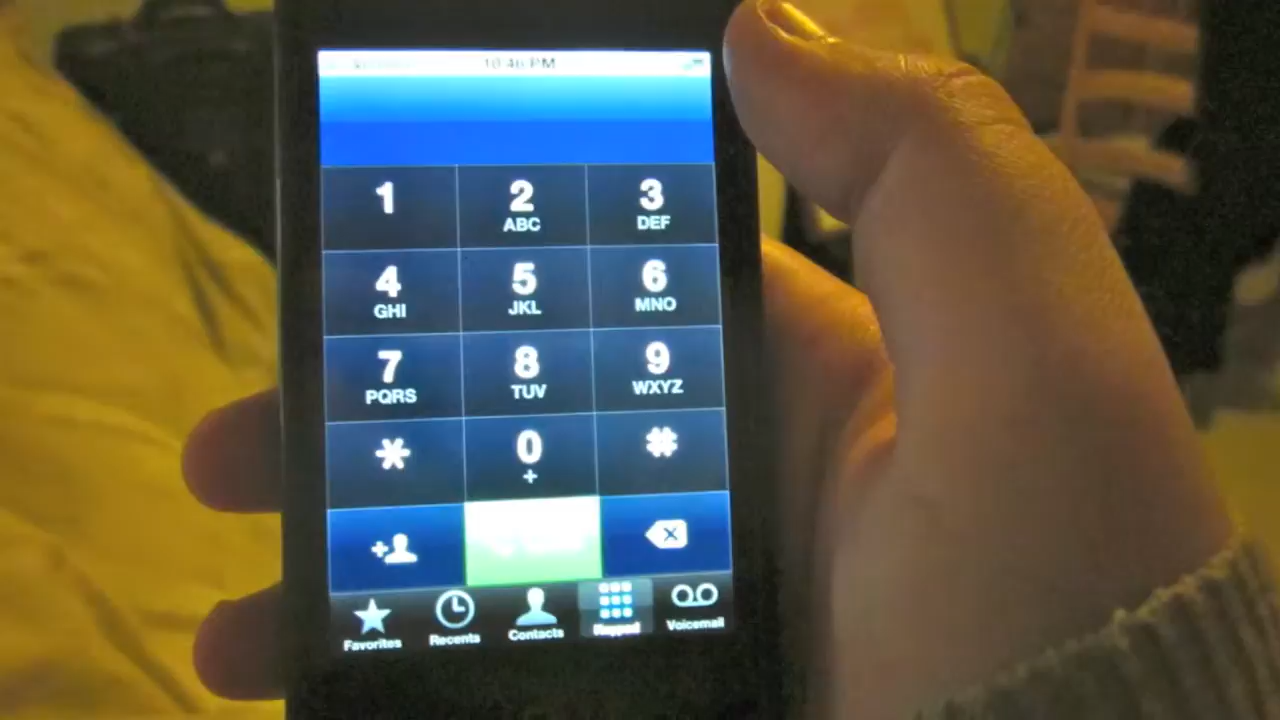 10:46 PM
1 2 3
ABC DEF
4 5 6
GHI JKL MNO
7 8 9
PQRS TUV WXYZ
* 0 #
+
Favorites Recents Contacts Keypad Voicemail